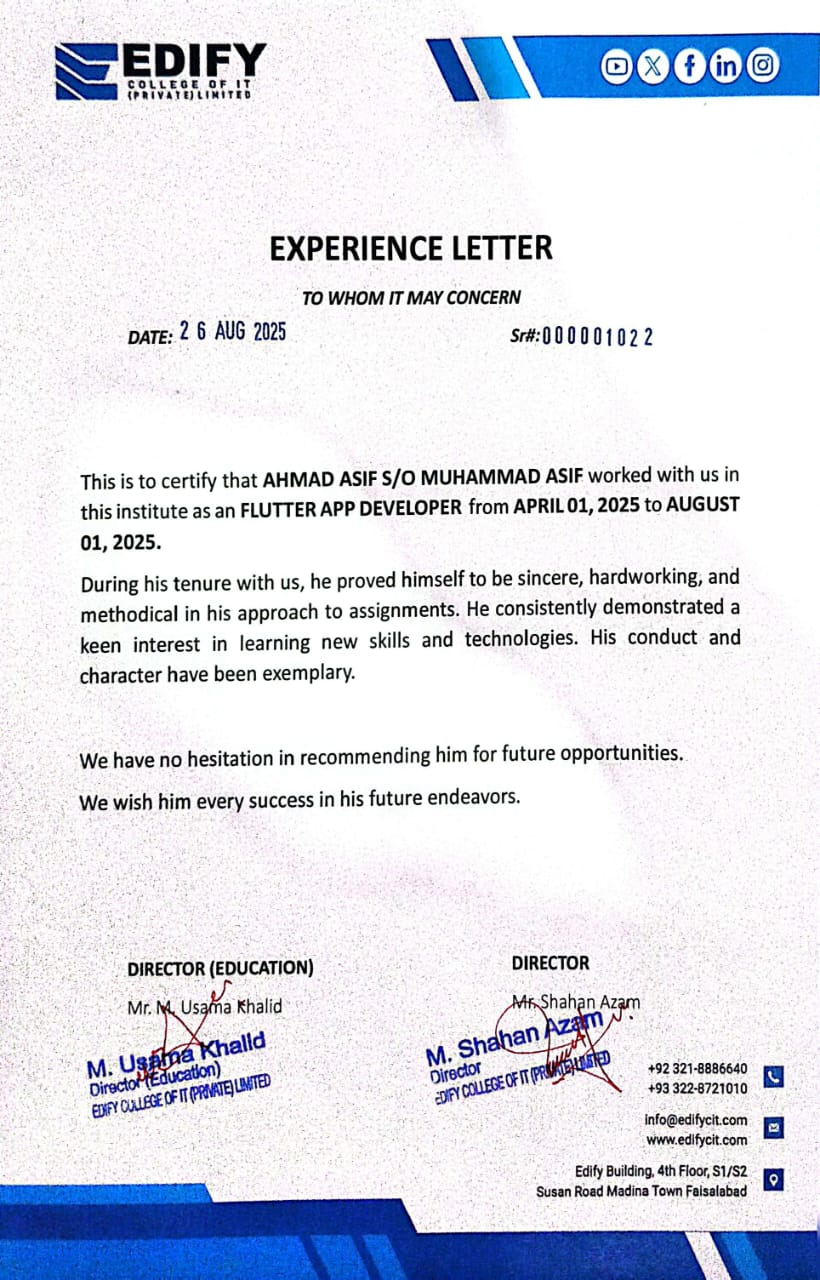 EDIFY
COLLEGE OF IT
(PRIVATE) LIMITED
EXPERIENCE LETTER
TO WHOM IT MAY CONCERN
DATE: 26 AUG 2025
Sr#:000001022
This is to certify that AHMAD ASIF S/O MUHAMMAD ASIF worked with us in
this institute as an FLUTTER APP DEVELOPER from APRIL 01, 2025 to AUGUST
01, 2025.
During his tenure with us, he proved himself to be sincere, hardworking, and
methodical in his approach to assignments. He consistently demonstrated a
keen interest in learning new skills and technologies. His conduct and
character have been exemplary.
We have no hesitation in recommending him for future opportunities.
We wish him every success in his future endeavors.
DIRECTOR (EDUCATION)
Mr. M. Usama Khalid
M. Usama Khalid
Director (Education)
EDIFY COLLEGE OF IT (PRIVATE) LIMITED
DIRECTOR
Mr. Shahan Azam
M. Shahan Azam
Director
EDIFY COLLEGE OF IT (PRIVATE) LIMITED
+92 321-8886640
+93 322-8721010
info@edifycit.com
www.edifycit.com
Edify Building, 4th Floor, S1/S2
Susan Road Madina Town Faisalabad